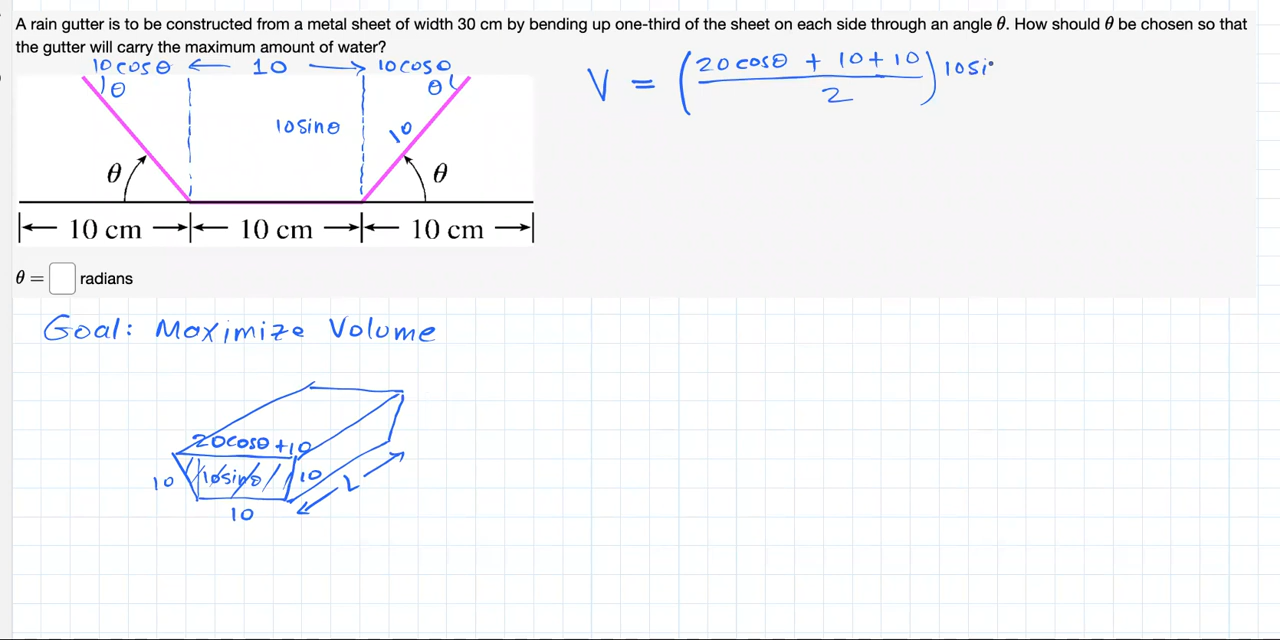 A rain gutter is to be constructed from a metal sheet of width 30 cm by bending up one-third of the sheet on each side through an angle θ. How should θ be chosen so that
the gutter will carry the maximum amount of water?
10cosθ ← 10 → 10cosθ
θ θ
10sinθ 10
θ θ
|← 10 cm →|← 10 cm →|← 10 cm →|
V = ( (20cosθ + 10+10) / 2 ) 10si
θ = radians
Goal: Maximize Volume
20cosθ+10
10 10sinθ 10 L
10